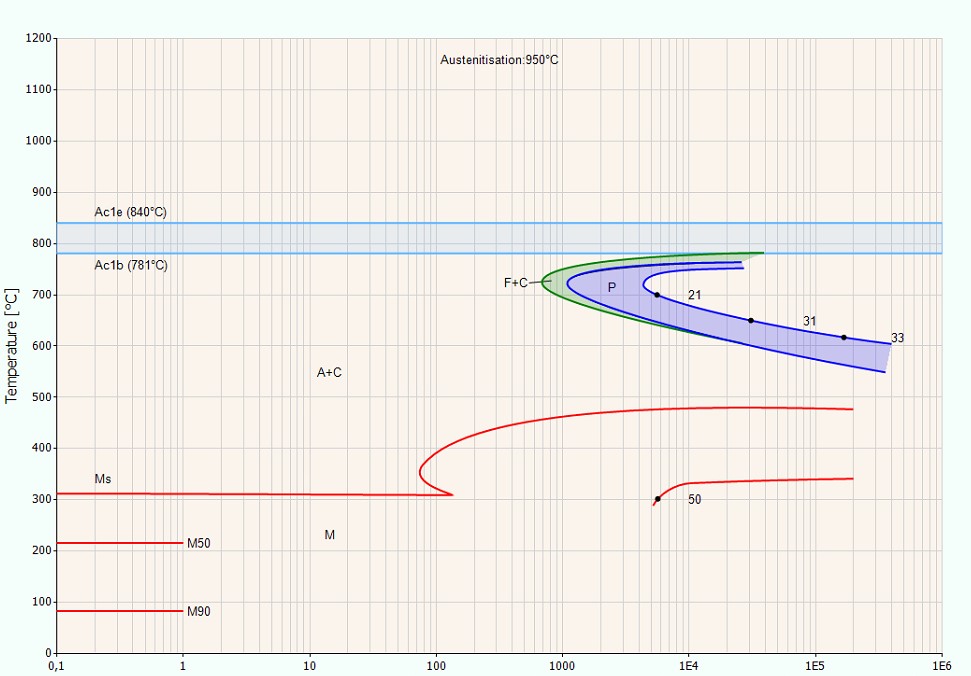 1200
Austenitisation:950°C
1100
1000
900
Ac1e (840°C)
800
Ac1b (781°C)
F+C
P
21
700
31
33
600
A+C
500
400
Ms
300
50
M
M50
200
100
M90
0
0,1 1 10 100 1000 1E4 1E5 1E6
Temperature [°C]